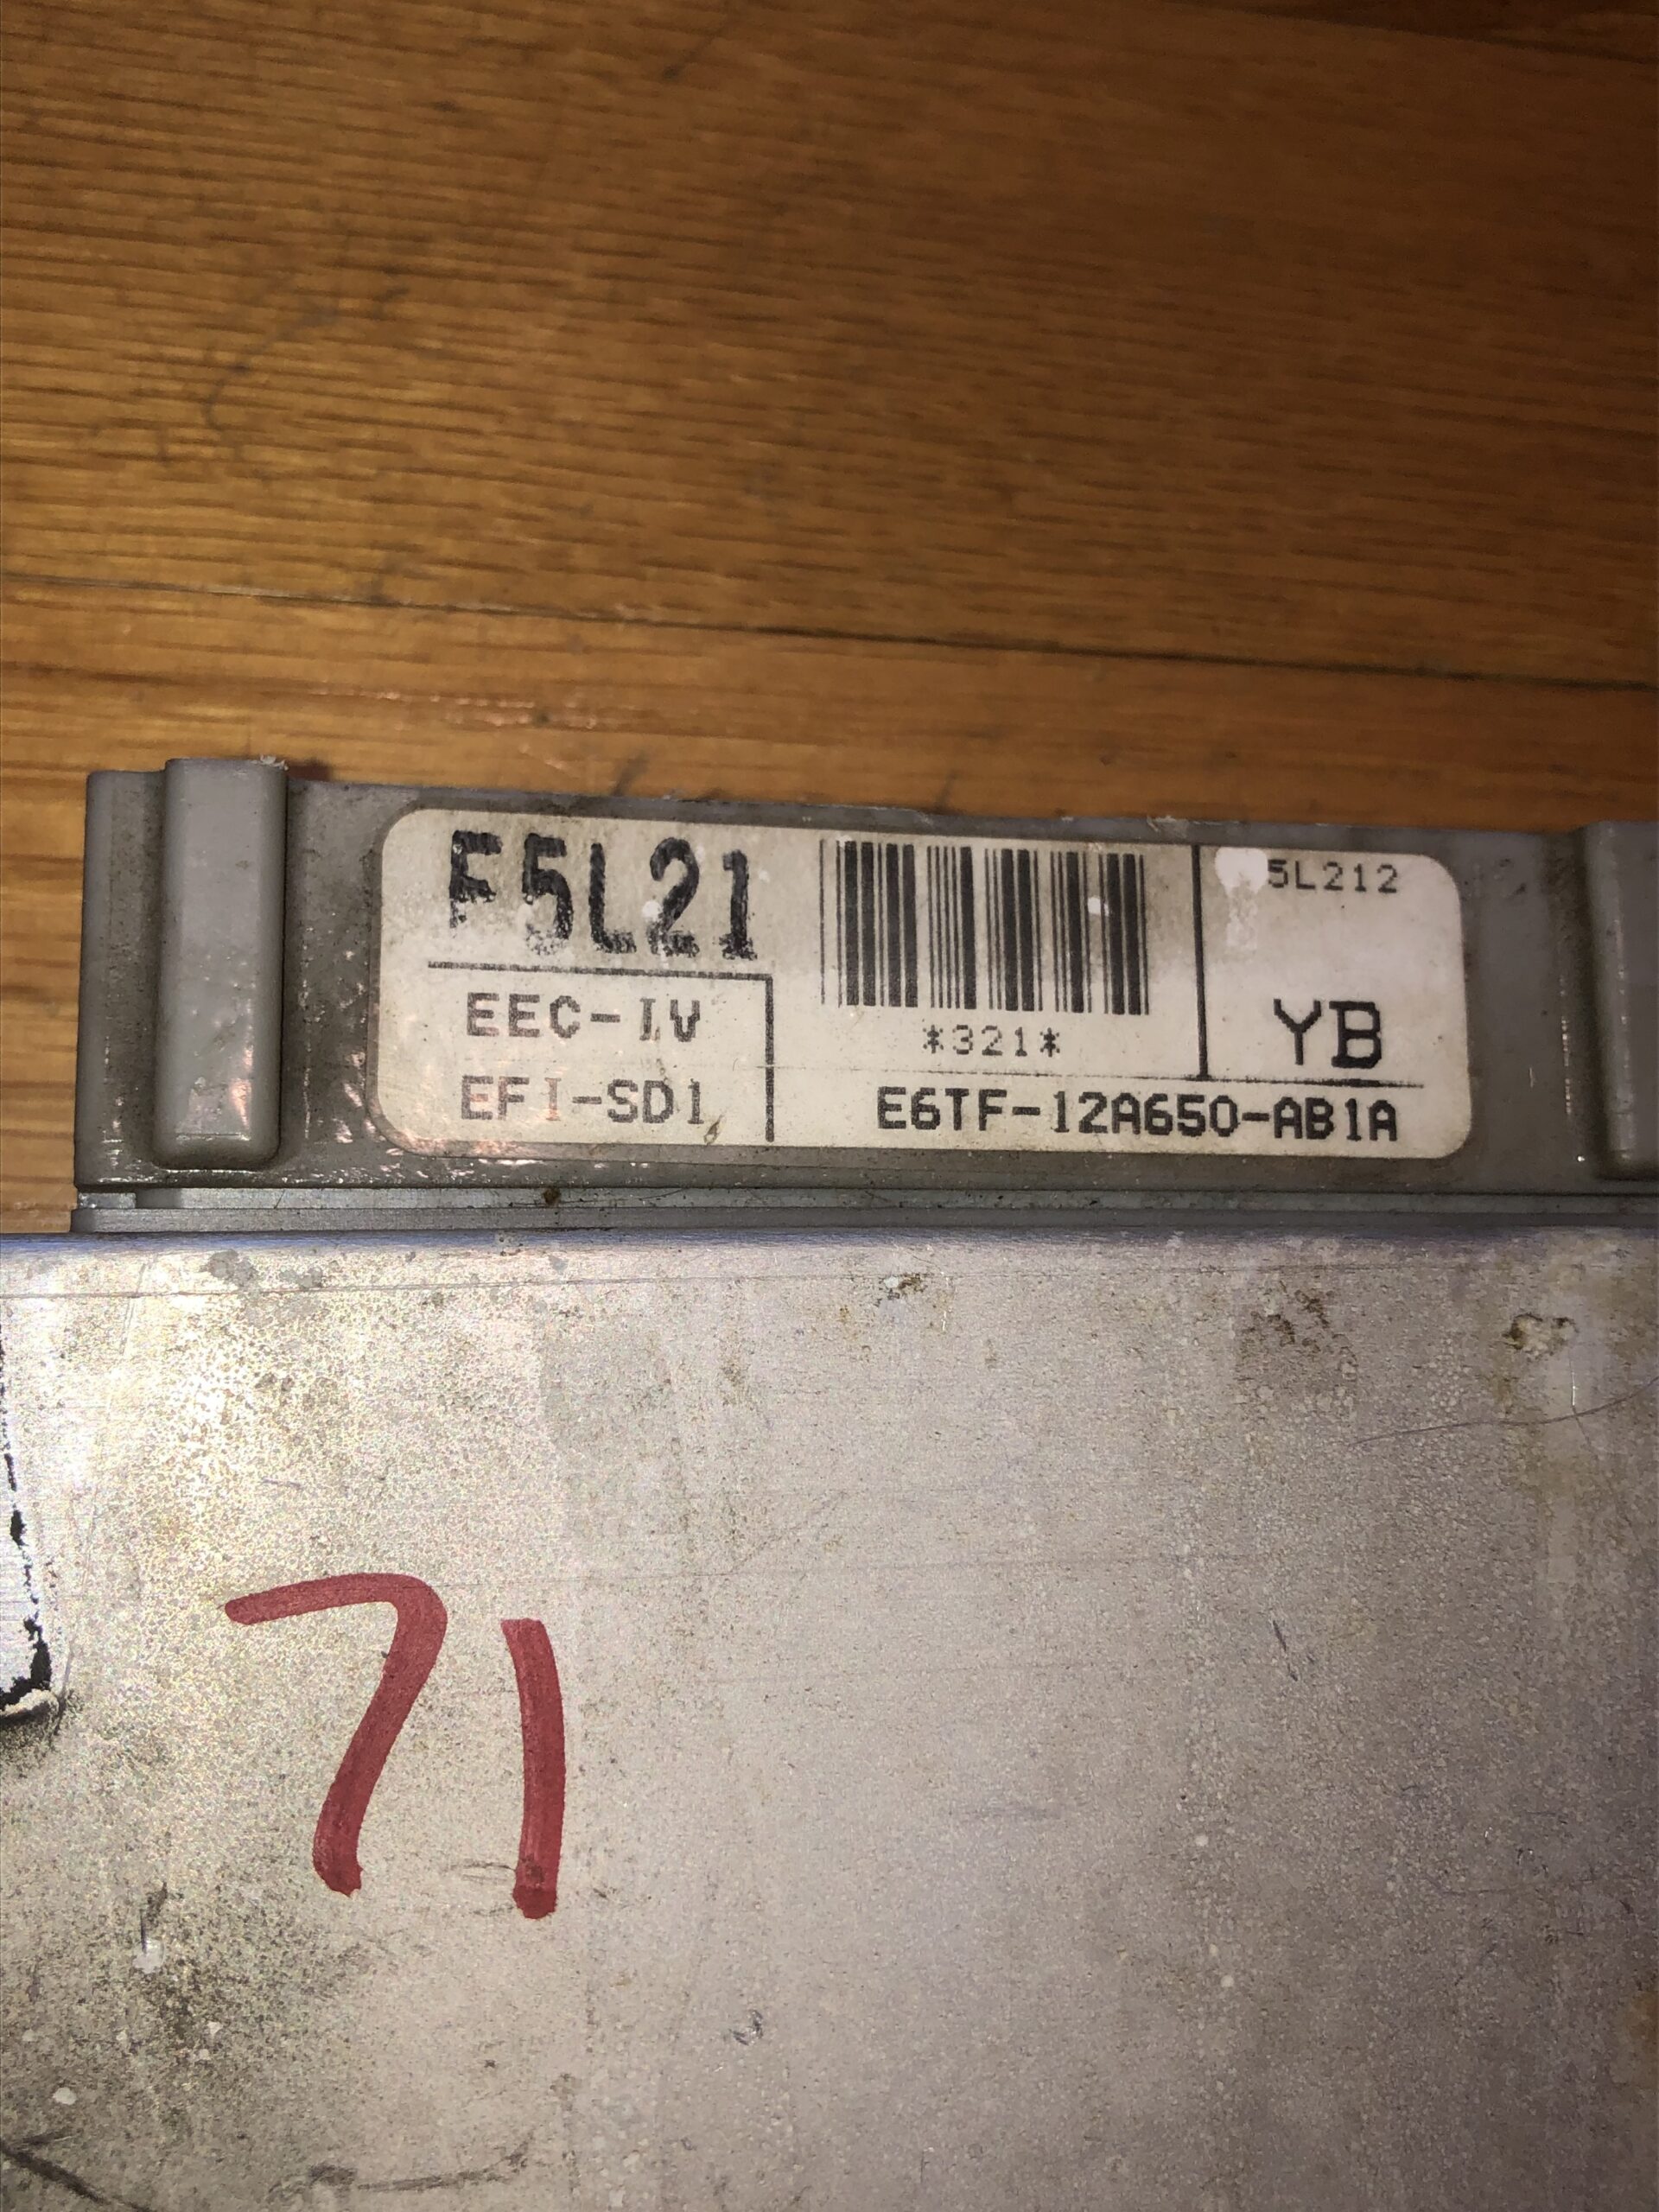 F5L21
5L212
EEC-IV
*321*
YB
EFI-SD1
E6TF-12A650-AB1A
71